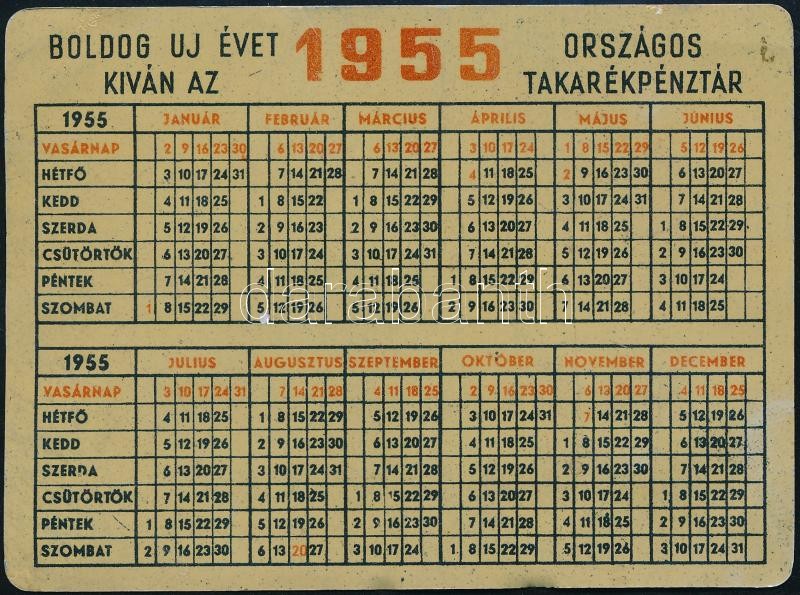 BOLDOG UJ ÉVET 1955 ORSZÁGOS
KIVÁN AZ TAKARÉKPÉNZTÁR
1955 JANUÁR FEBRUÁR MÁRCIUS ÁPRILIS MÁJUS JÚNIUS
VASÁRNAP 2 9 16 23 30 6 13 20 27 6 13 20 27 3 10 17 24 1 8 15 22 29 5 12 19 26
HÉTFŐ 3 10 17 24 31 7 14 21 28 7 14 21 28 4 11 18 25 2 9 16 23 30 6 13 20 27
KEDD 4 11 18 25 1 8 15 22 1 8 15 22 29 5 12 19 26 3 10 17 24 31 7 14 21 28
SZERDA 5 12 19 26 2 9 16 23 2 9 16 23 30 6 13 20 27 4 11 18 25 1 8 15 22 29
CSÜTÖRTÖK 6 13 20 27 3 10 17 24 3 10 17 24 31 7 14 21 28 5 12 19 26 2 9 16 23 30
PÉNTEK 7 14 21 28 4 11 18 25 4 11 18 25 1 8 15 22 29 6 13 20 27 3 10 17 24
SZOMBAT 1 8 15 22 29 5 12 19 26 5 12 19 26 2 9 16 23 30 7 14 21 28 4 11 18 25
darabanth
1955 JULIUS AUGUSZTUS SZEPTEMBER OKTÓBER NOVEMBER DECEMBER
VASÁRNAP 3 10 17 24 31 7 14 21 28 4 11 18 25 2 9 16 23 30 6 13 20 27 4 11 18 25
HÉTFŐ 4 11 18 25 1 8 15 22 29 5 12 19 26 3 10 17 24 31 7 14 21 28 5 12 19 26
KEDD 5 12 19 26 2 9 16 23 30 6 13 20 27 4 11 18 25 1 8 15 22 29 6 13 20 27
SZERDA 6 13 20 27 3 10 17 24 31 7 14 21 28 5 12 19 26 2 9 16 23 30 7 14 21 28
CSÜTÖRTÖK 7 14 21 28 4 11 18 25 1 8 15 22 29 6 13 20 27 3 10 17 24 1 8 15 22 29
PÉNTEK 1 8 15 22 29 5 12 19 26 2 9 16 23 30 7 14 21 28 4 11 18 25 2 9 16 23 30
SZOMBAT 2 9 16 23 30 6 13 20 27 3 10 17 24 1 8 15 22 29 5 12 19 26 3 10 17 24 31